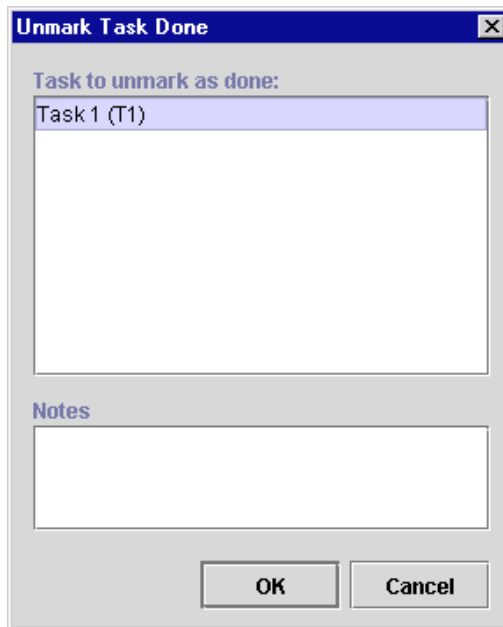 Unmark Task Done
Task to unmark as done:
Task 1 (T1)
Notes
OK
Cancel